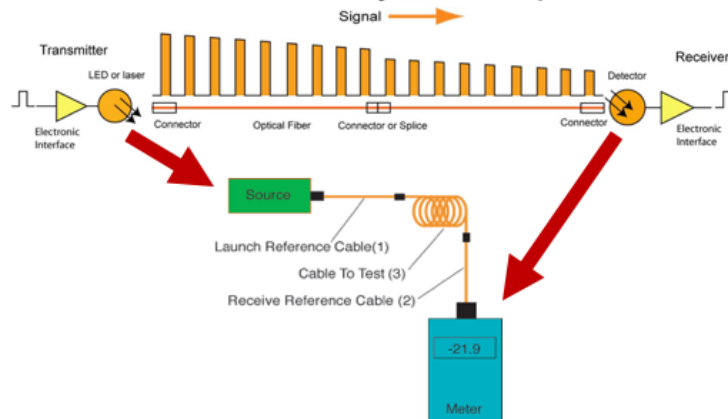 Signal
Transmitter
Receiver
LED or laser
Detector
Connector
Optical Fiber
Connector or Splice
Connector
Electronic
Interface
Electronic
Interface
Source
Launch Reference Cable(1)
Cable To Test (3)
Receive Reference Cable (2)
-21.9
Meter